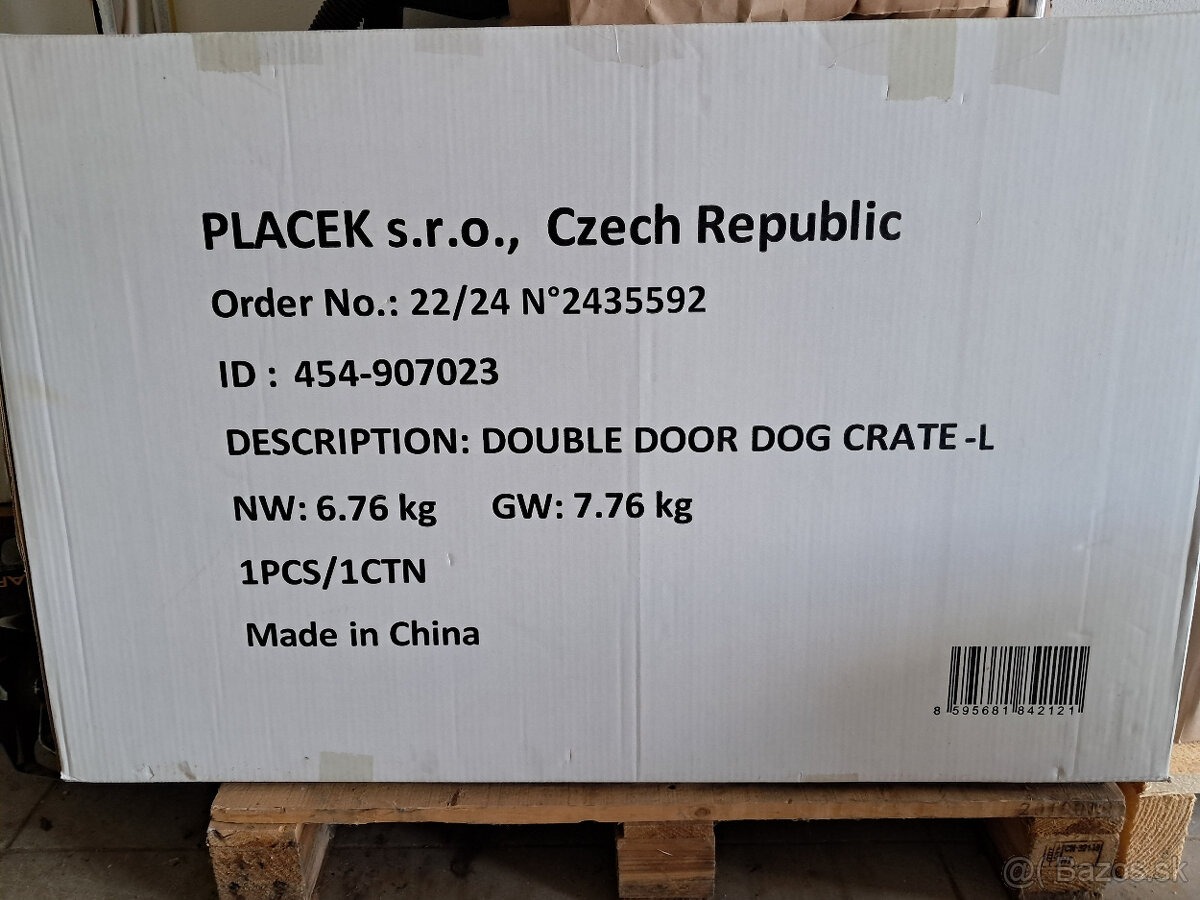 PLACEK s.r.o., Czech Republic
Order No.: 22/24 N°2435592
ID : 454-907023
DESCRIPTION: DOUBLE DOOR DOG CRATE -L
NW: 6.76 kg GW: 7.76 kg
1PCS/1CTN
Made in China
8 595681 842121
@( Bazos.sk